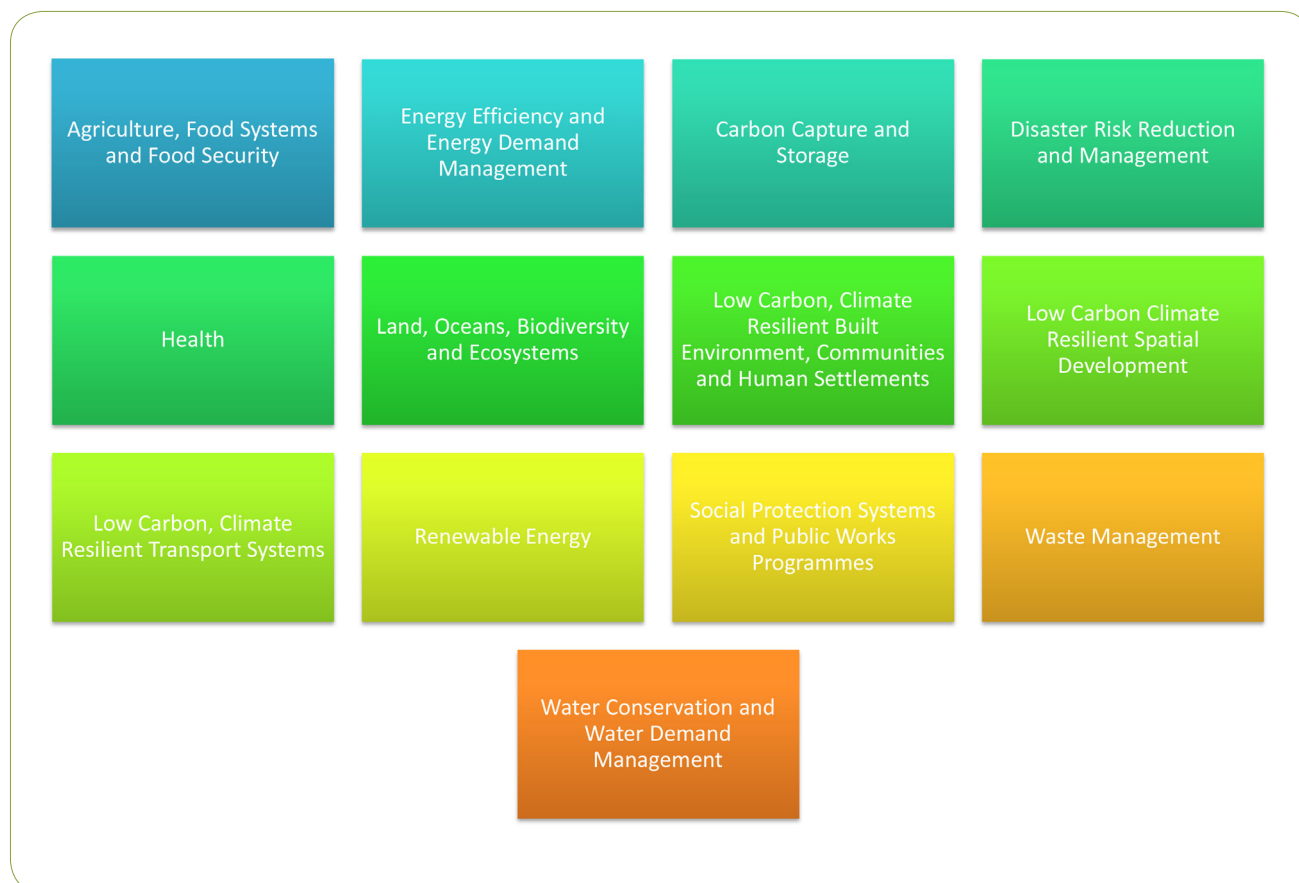 Agriculture, Food Systems
and Food Security
Energy Efficiency and
Energy Demand
Management
Carbon Capture and
Storage
Disaster Risk Reduction
and Management
Health
Land, Oceans, Biodiversity
and Ecosystems
Low Carbon, Climate
Resilient Built
Environment, Communities
and Human Settlements
Low Carbon Climate
Resilient Spatial
Development
Low Carbon, Climate
Resilient Transport Systems
Renewable Energy
Social Protection Systems
and Public Works
Programmes
Waste Management
Water Conservation and
Water Demand
Management